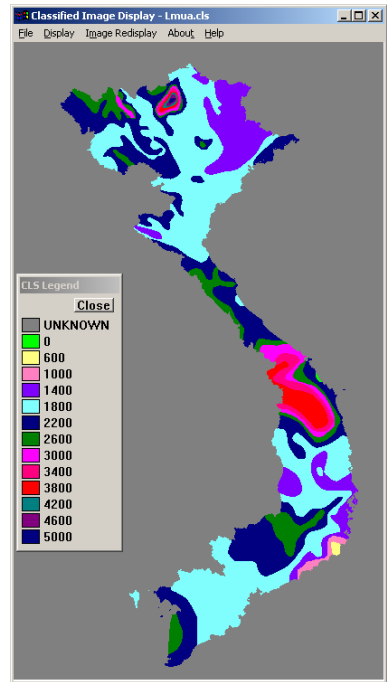 Classified Image Display - Lmua.cls
File Display Image Redisplay About Help
CLS Legend
Close
UNKNOWN
0
600
1000
1400
1800
2200
2600
3000
3400
3800
4200
4600
5000